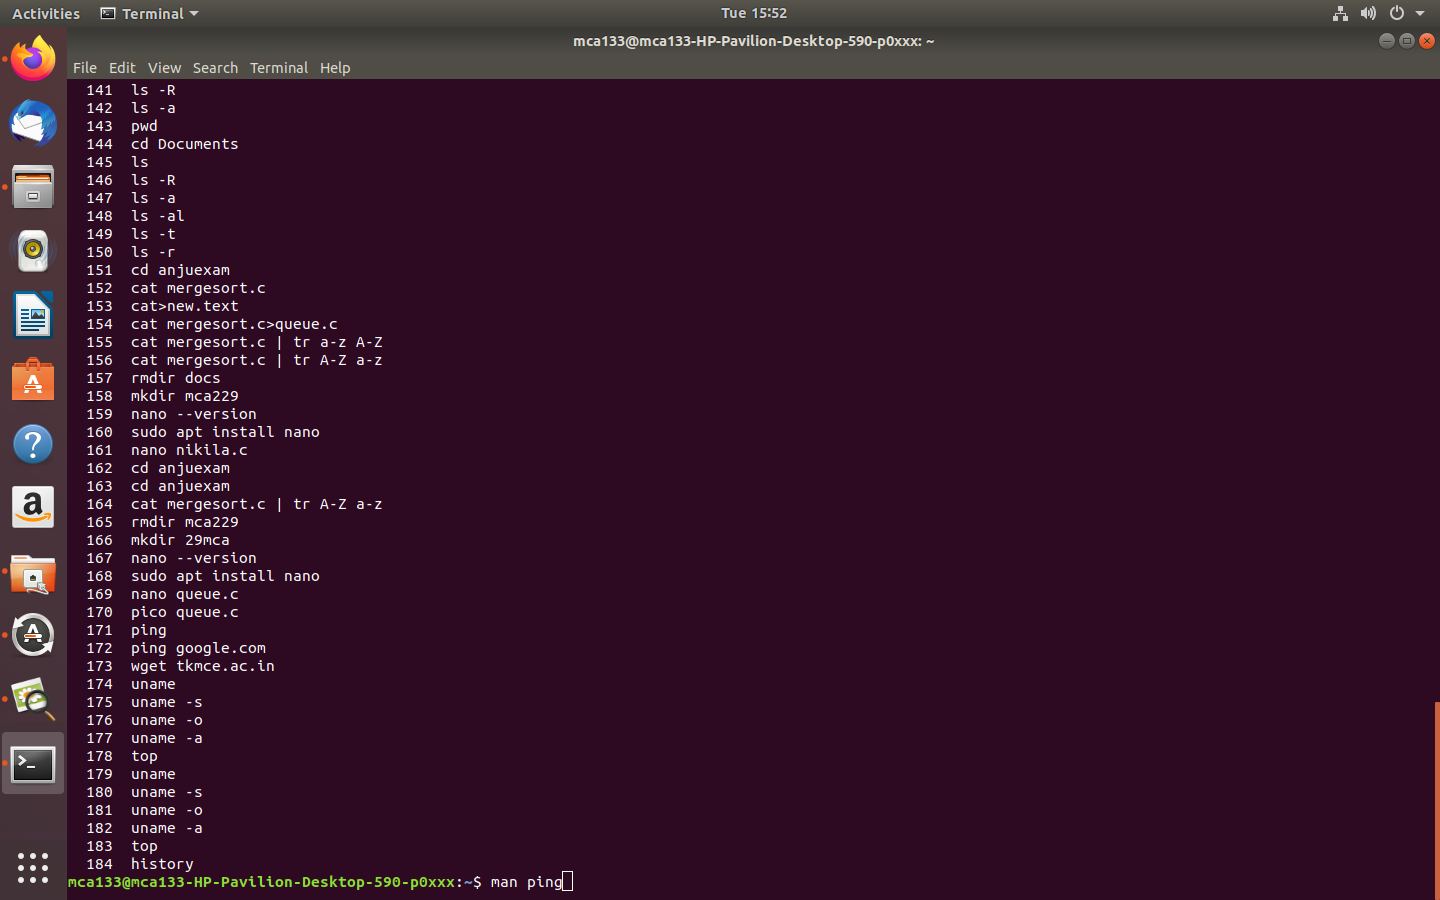 Activities Terminal Tue 15:52
mca133@mca133-HP-Pavilion-Desktop-590-p0xxx: ~
File Edit View Search Terminal Help
141 ls -R
142 ls -a
143 pwd
144 cd Documents
145 ls
146 ls -R
147 ls -a
148 ls -al
149 ls -t
150 ls -r
151 cd anjuexam
152 cat mergesort.c
153 cat>new.text
154 cat mergesort.c>queue.c
155 cat mergesort.c | tr a-z A-Z
156 cat mergesort.c | tr A-Z a-z
157 rmdir docs
158 mkdir mca229
159 nano --version
160 sudo apt install nano
161 nano nikila.c
162 cd anjuexam
163 cd anjuexam
164 cat mergesort.c | tr A-Z a-z
165 rmdir mca229
166 mkdir 29mca
167 nano --version
168 sudo apt install nano
169 nano queue.c
170 pico queue.c
171 ping
172 ping google.com
173 wget tkmce.ac.in
174 uname
175 uname -s
176 uname -o
177 uname -a
178 top
179 uname
180 uname -s
181 uname -o
182 uname -a
183 top
184 history
mca133@mca133-HP-Pavilion-Desktop-590-p0xxx:~$ man ping